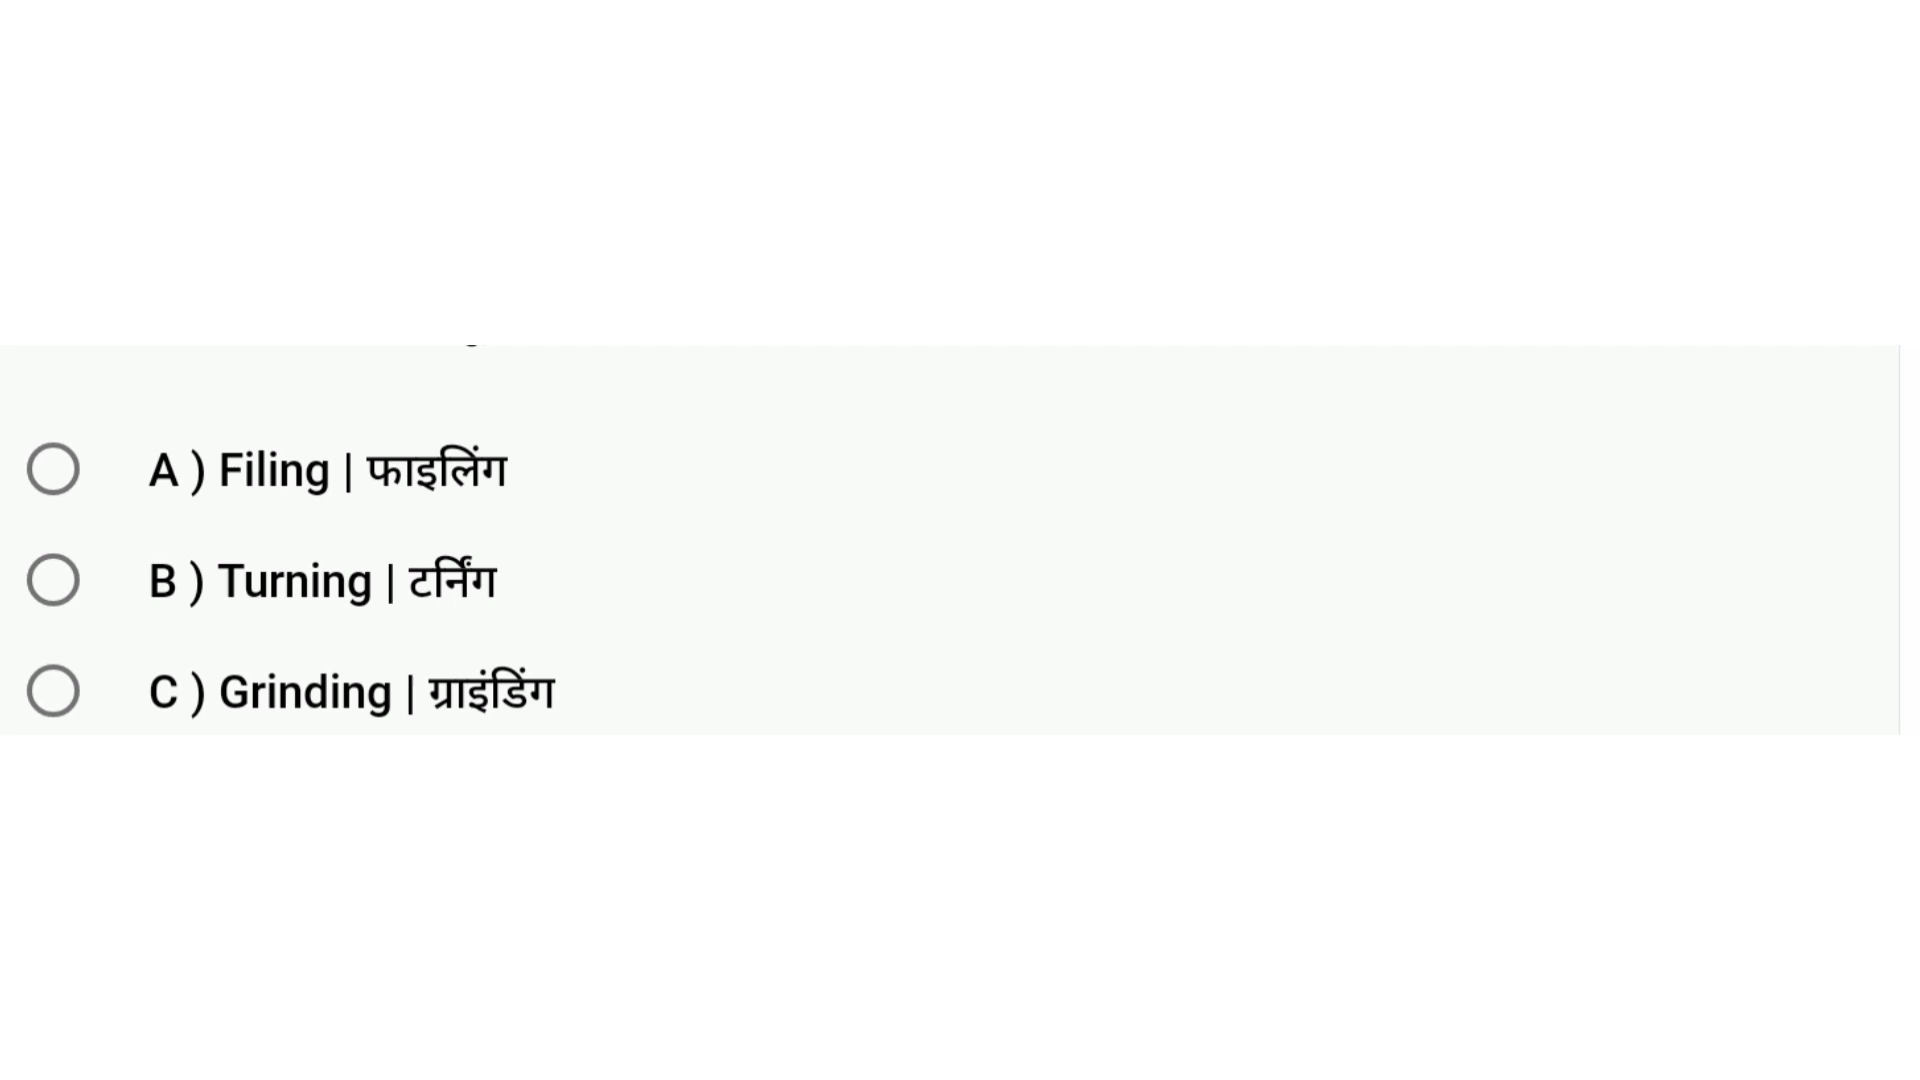 A ) Filing | फाइलिंग
B ) Turning | टर्निंग
C ) Grinding | ग्राइंडिंग